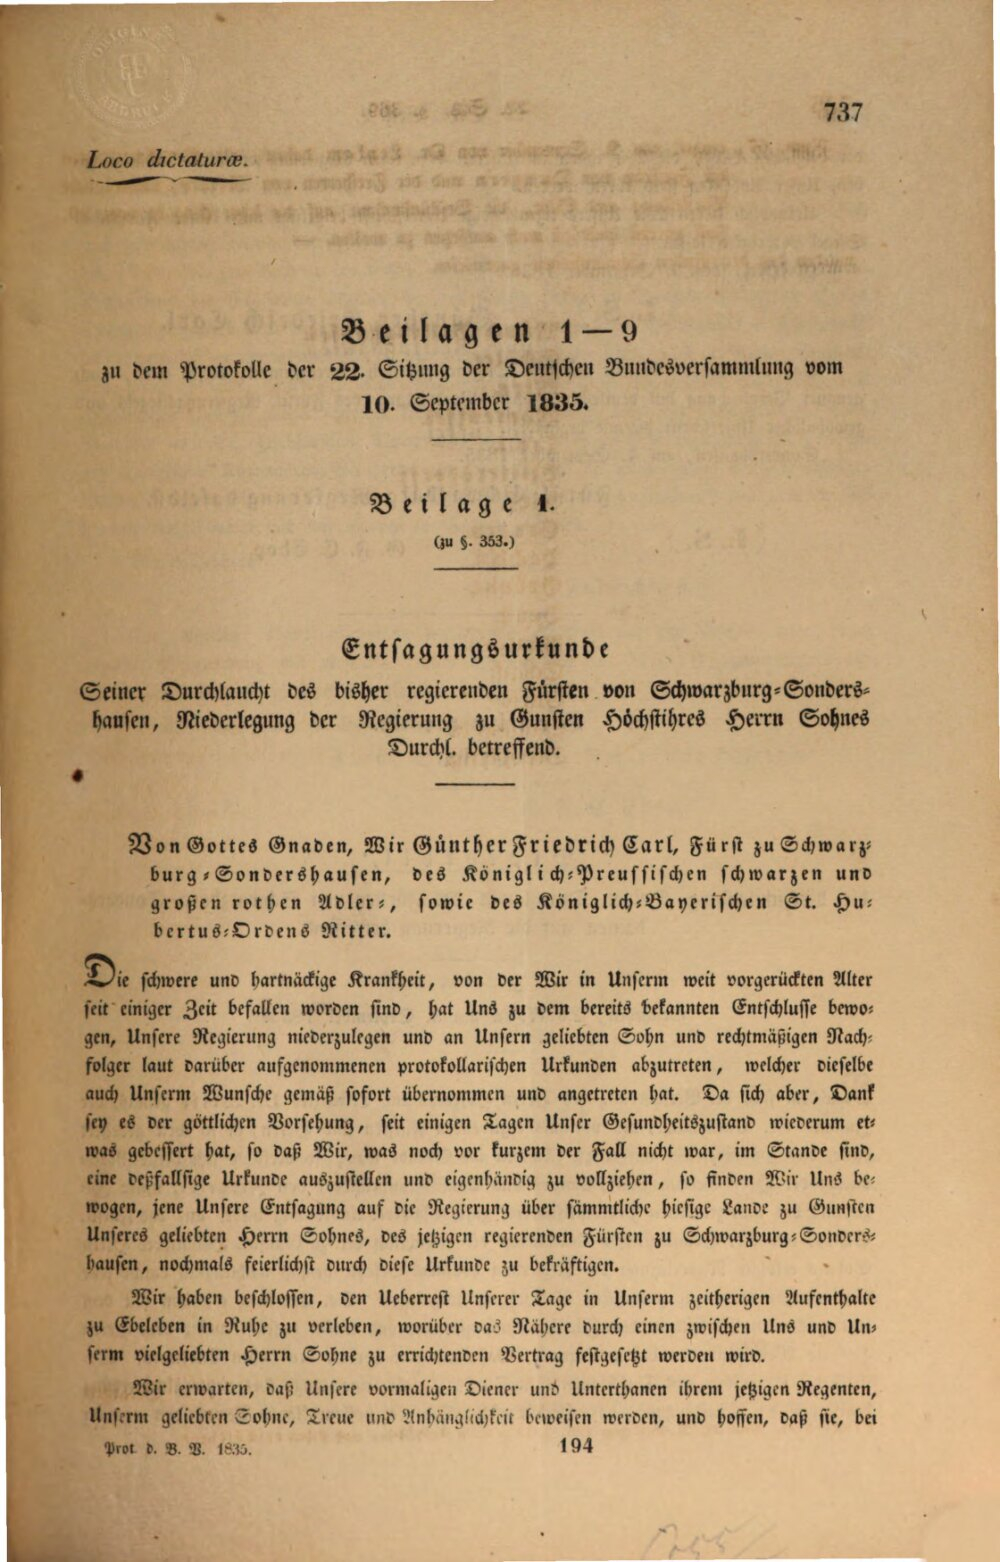 737
Loco dictaturæ.
Beilagen 1—9
zu dem Protokolle der 22. Sitzung der Deutschen Bundesversammlung vom
10. September 1835.
Beilage 1.
(zu §. 353.)
Entsagungsurkunde
Seiner Durchlaucht des bisher regierenden Fürsten von Schwarzburg-Sonders-
hausen, Niederlegung der Regierung zu Gunsten Höchstihres Herrn Sohnes
Durchl. betreffend.
Von Gottes Gnaden, Wir Günther Friedrich Carl, Fürst zu Schwarz-
burg-Sondershausen, des Königlich-Preussischen schwarzen und
großen rothen Adler-, sowie des Königlich-Bayerischen St. Hu-
bertus-Ordens Ritter.
Die schwere und hartnäckige Krankheit, von der Wir in Unserm weit vorgerückten Alter
seit einiger Zeit befallen worden sind, hat Uns zu dem bereits bekannten Entschlusse bewo-
gen, Unsere Regierung niederzulegen und an Unsern geliebten Sohn und rechtmäßigen Nach-
folger laut darüber aufgenommenen protokollarischen Urkunden abzutreten, welcher dieselbe
auch Unserm Wunsche gemäß sofort übernommen und angetreten hat. Da sich aber, Dank
sey es der göttlichen Vorsehung, seit einigen Tagen Unser Gesundheitszustand wiederum et-
was gebessert hat, so daß Wir, was noch vor kurzem der Fall nicht war, im Stande sind,
eine deßfallsige Urkunde auszustellen und eigenhändig zu vollziehen, so finden Wir Uns be-
wogen, jene Unsere Entsagung auf die Regierung über sämmtliche hiesige Lande zu Gunsten
Unseres geliebten Herrn Sohnes, des jetzigen regierenden Fürsten zu Schwarzburg-Sonders-
hausen, nochmals feierlichst durch diese Urkunde zu bekräftigen.
Wir haben beschlossen, den Ueberrest Unserer Tage in Unserm zeitherigen Aufenthalte
zu Ebeleben in Ruhe zu verleben, worüber das Nähere durch einen zwischen Uns und Un-
serm vielgeliebten Herrn Sohne zu errichtenden Vertrag festgesetzt werden wird.
Wir erwarten, daß Unsere vormaligen Diener und Unterthanen ihrem jetzigen Regenten,
Unserm geliebten Sohne, Treue und Anhänglichkeit beweisen werden, und hoffen, daß sie, bei
Prot. d. B. V. 1835.
194